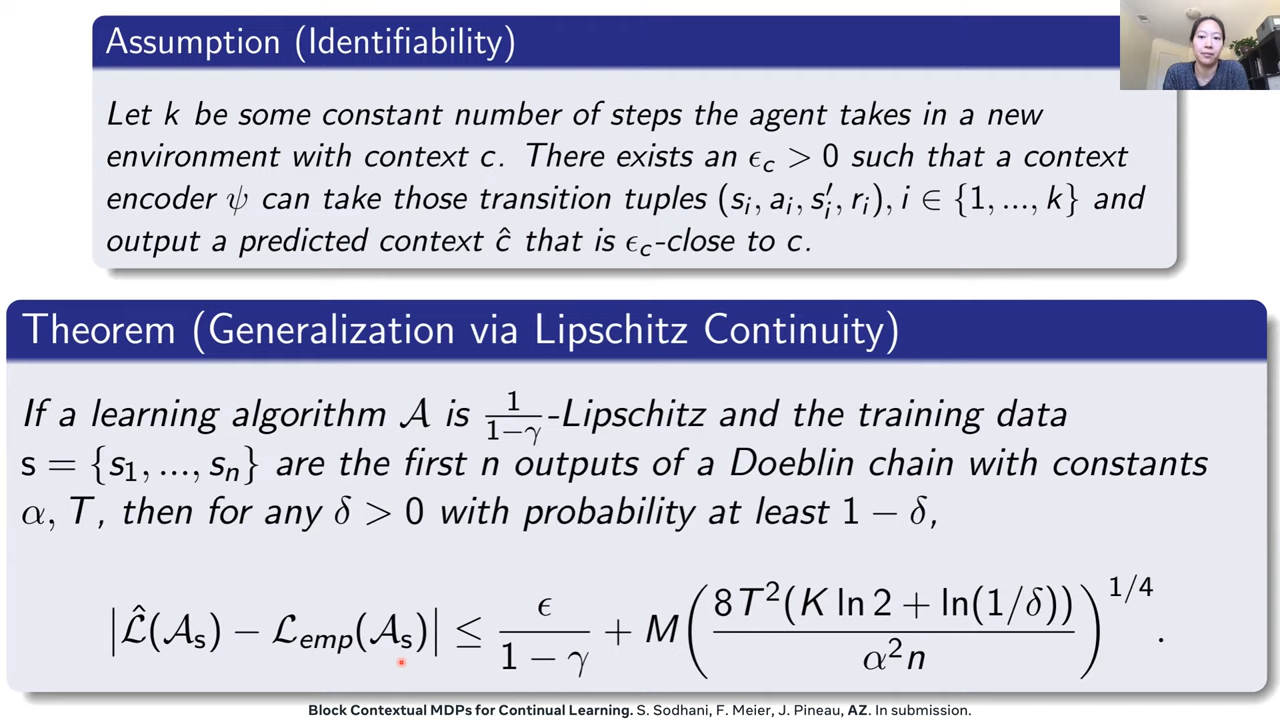 Assumption (Identifiability)
Let k be some constant number of steps the agent takes in a new
environment with context c. There exists an ϵ_c > 0 such that a context
encoder ψ can take those transition tuples (s_i, a_i, s′_i, r_i), i ∈ {1, ..., k} and
output a predicted context ĉ that is ϵ_c-close to c.
Theorem (Generalization via Lipschitz Continuity)
If a learning algorithm 𝒜 is 1/(1−γ)-Lipschitz and the training data
s = {s_1, ..., s_n} are the first n outputs of a Doeblin chain with constants
α, T, then for any δ > 0 with probability at least 1 − δ,
|ℒ̂(𝒜_s) − ℒ_emp(𝒜_s)| ≤ ϵ/(1 − γ) + M(8T²(K ln 2 + ln(1/δ))/(α²n))^{1/4}.
Block Contextual MDPs for Continual Learning. S. Sodhani, F. Meier, J. Pineau, AZ. In submission.